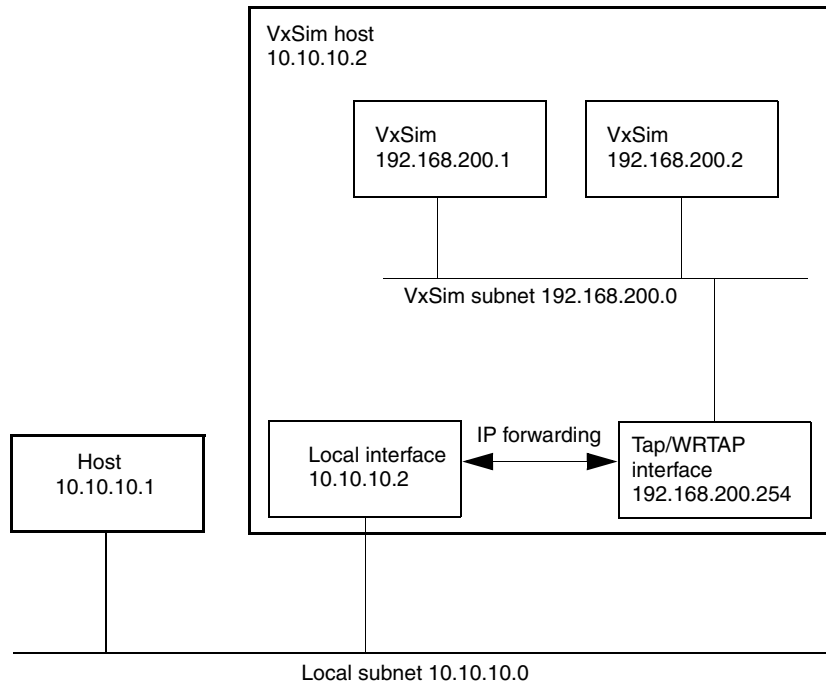 VxSim host
10.10.10.2
VxSim
192.168.200.1
VxSim
192.168.200.2
VxSim subnet 192.168.200.0
Host
10.10.10.1
Local interface
10.10.10.2
IP forwarding
Tap/WRTAP
interface
192.168.200.254
Local subnet 10.10.10.0